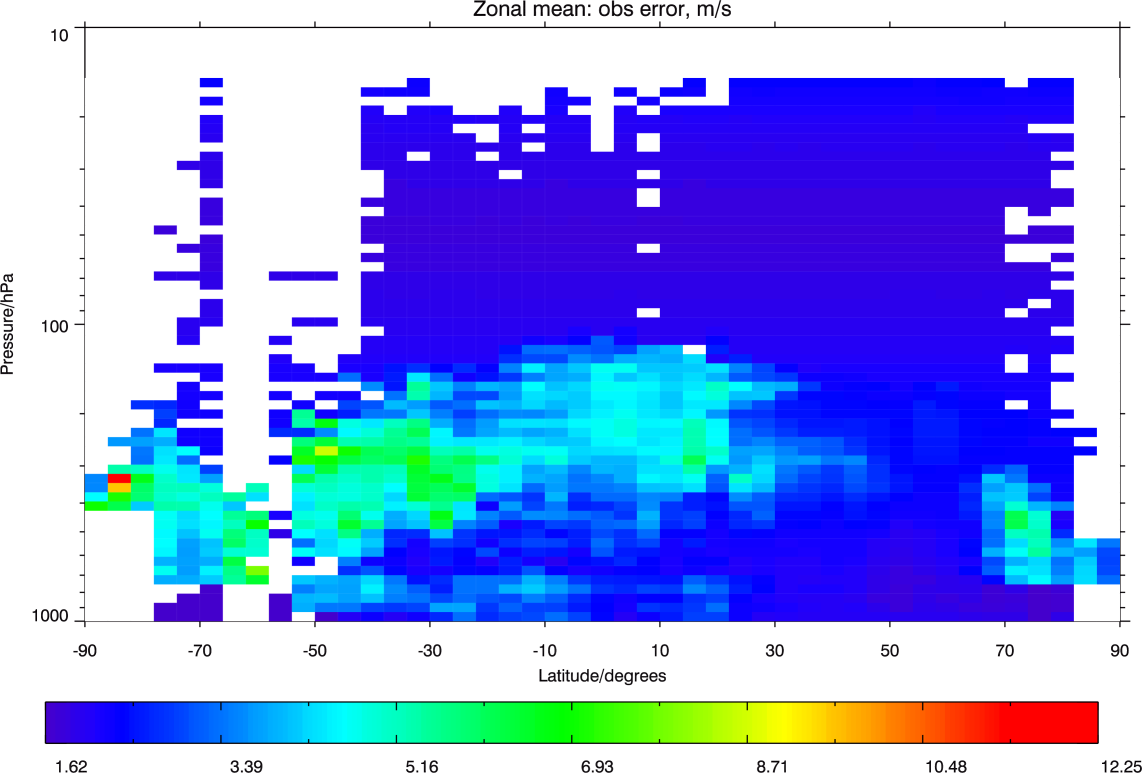 Zonal mean: obs error, m/s
10
100
1000
Pressure/hPa
-90 -70 -50 -30 -10 10 30 50 70 90
Latitude/degrees
1.62 3.39 5.16 6.93 8.71 10.48 12.25